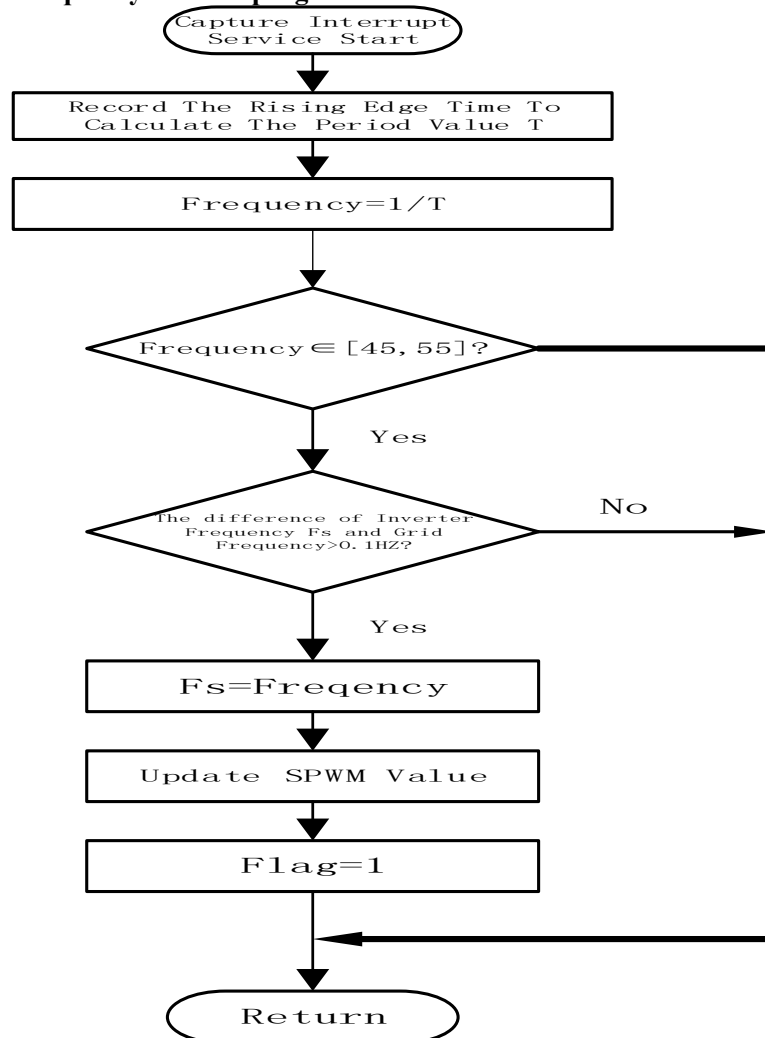 Capture Interrupt
Service Start
Record The Rising Edge Time To
Calculate The Period Value T
Frequency=1/T
Frequency∈[45,55]?
Yes
The difference of Inverter
Frequency Fs and Grid
Frequency>0.1HZ?
No
Yes
Fs=Freqency
Update SPWM Value
Flag=1
Return